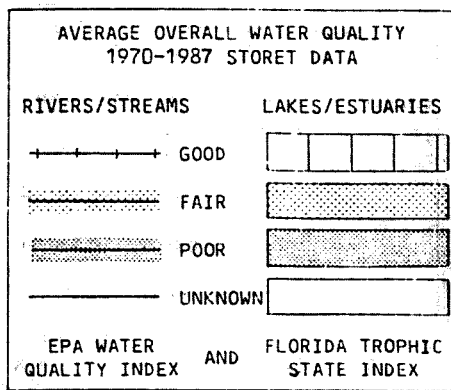 AVERAGE OVERALL WATER QUALITY
1970-1987 STORET DATA
RIVERS/STREAMS LAKES/ESTUARIES
GOOD
FAIR
POOR
UNKNOWN
EPA WATER QUALITY INDEX AND FLORIDA TROPHIC STATE INDEX